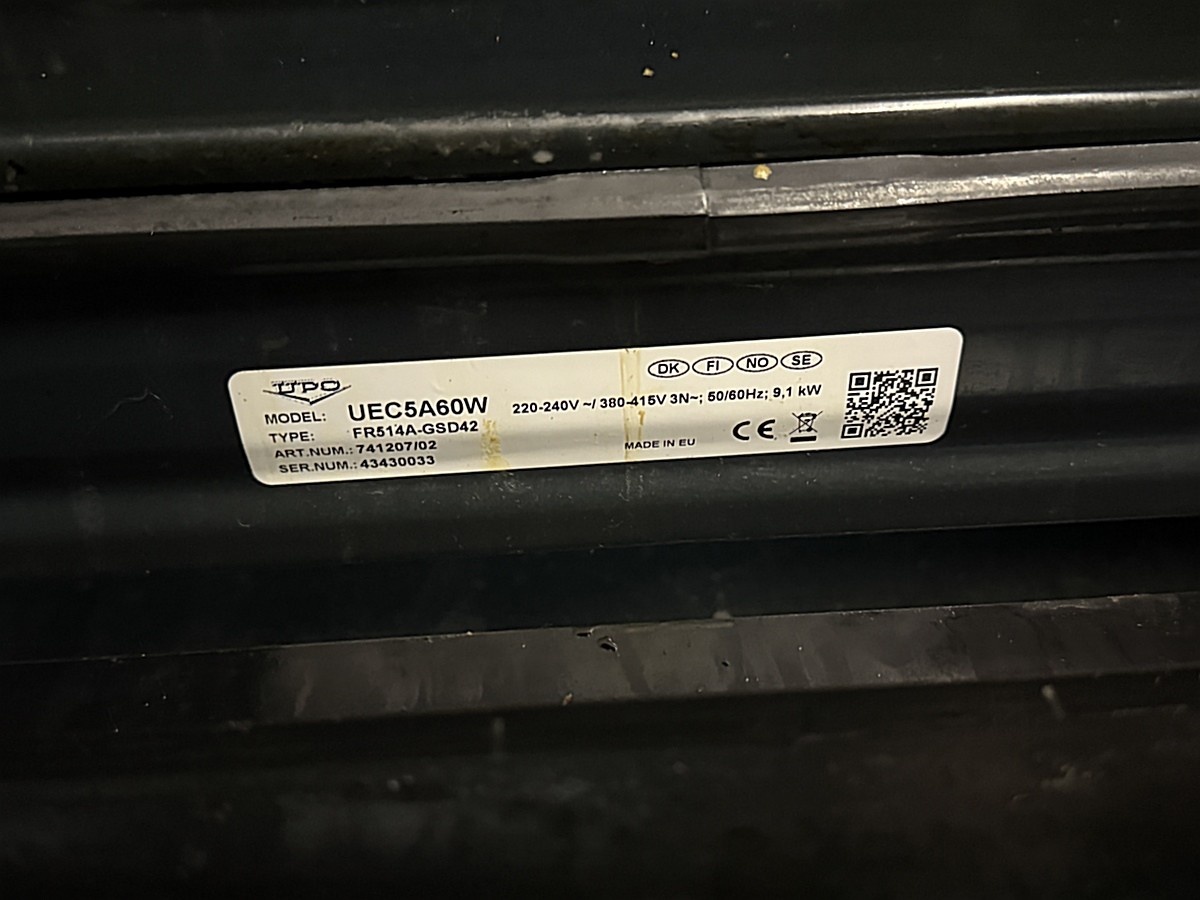 UPO
MODEL: UEC5A60W
TYPE: FR514A-GSD42
ART.NUM.: 741207/02
SER.NUM.: 43430033
DK FI NO SE
220-240V ~/ 380-415V 3N~; 50/60Hz; 9,1 kW
MADE IN EU
CE